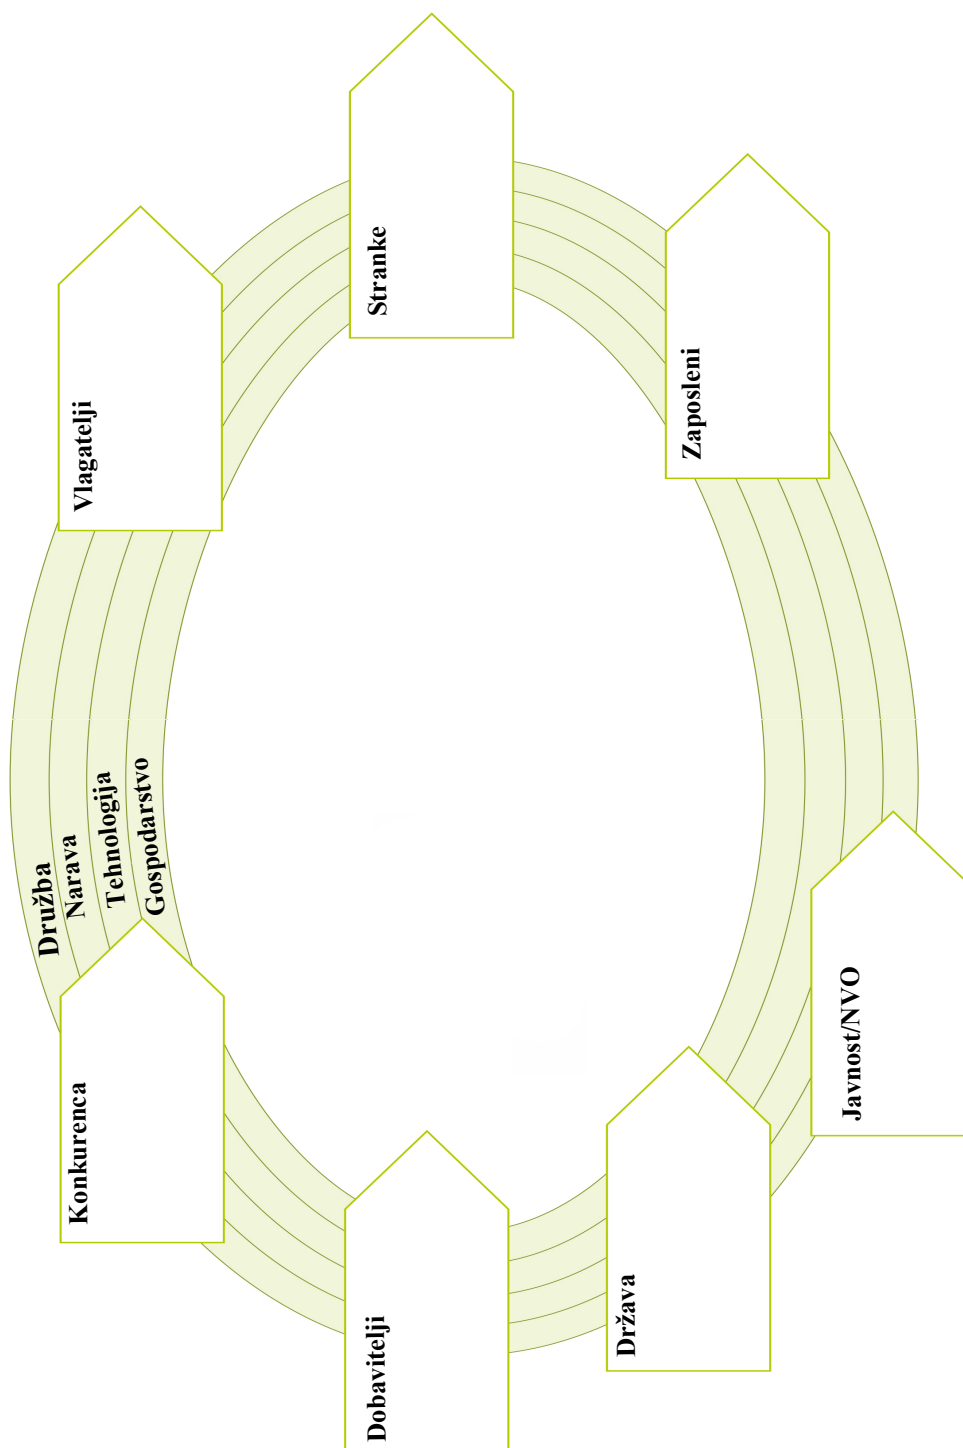 Konkurenca
Vlagatelji
Družba
Narava
Tehnologija
Gospodarstvo
Dobavitelji
Stranke
Država
Zaposleni
Javnost/NVO